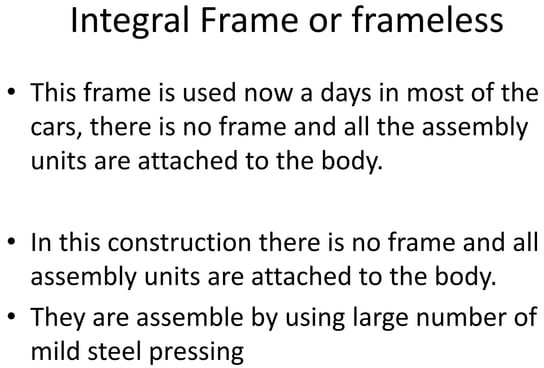 Integral Frame or frameless
• This frame is used now a days in most of the
cars, there is no frame and all the assembly
units are attached to the body.
• In this construction there is no frame and all
assembly units are attached to the body.
• They are assemble by using large number of
mild steel pressing